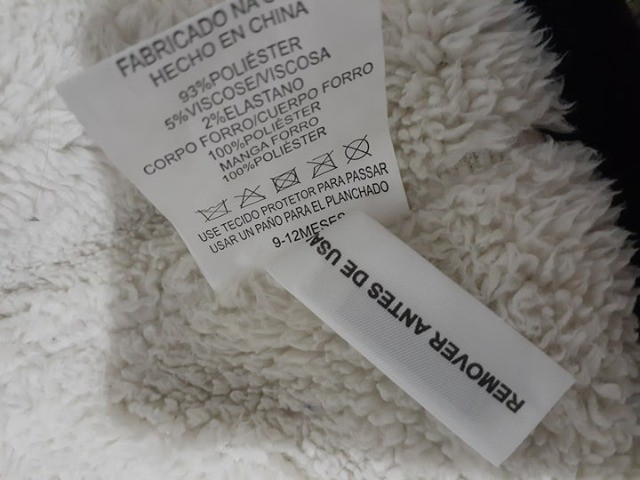 FABRICADO NA
HECHO EN CHINA
93%POLIÉSTER
5%VISCOSE/VISCOSA
2%ELASTANO
CORPO FORRO/CUERPO FORRO
100%POLIÉSTER
MANGA FORRO
100%POLIÉSTER
USE TECIDO PROTETOR PARA PASSAR
USAR UN PAÑO PARA EL PLANCHADO
9-12MESES
REMOVER ANTES DE USA